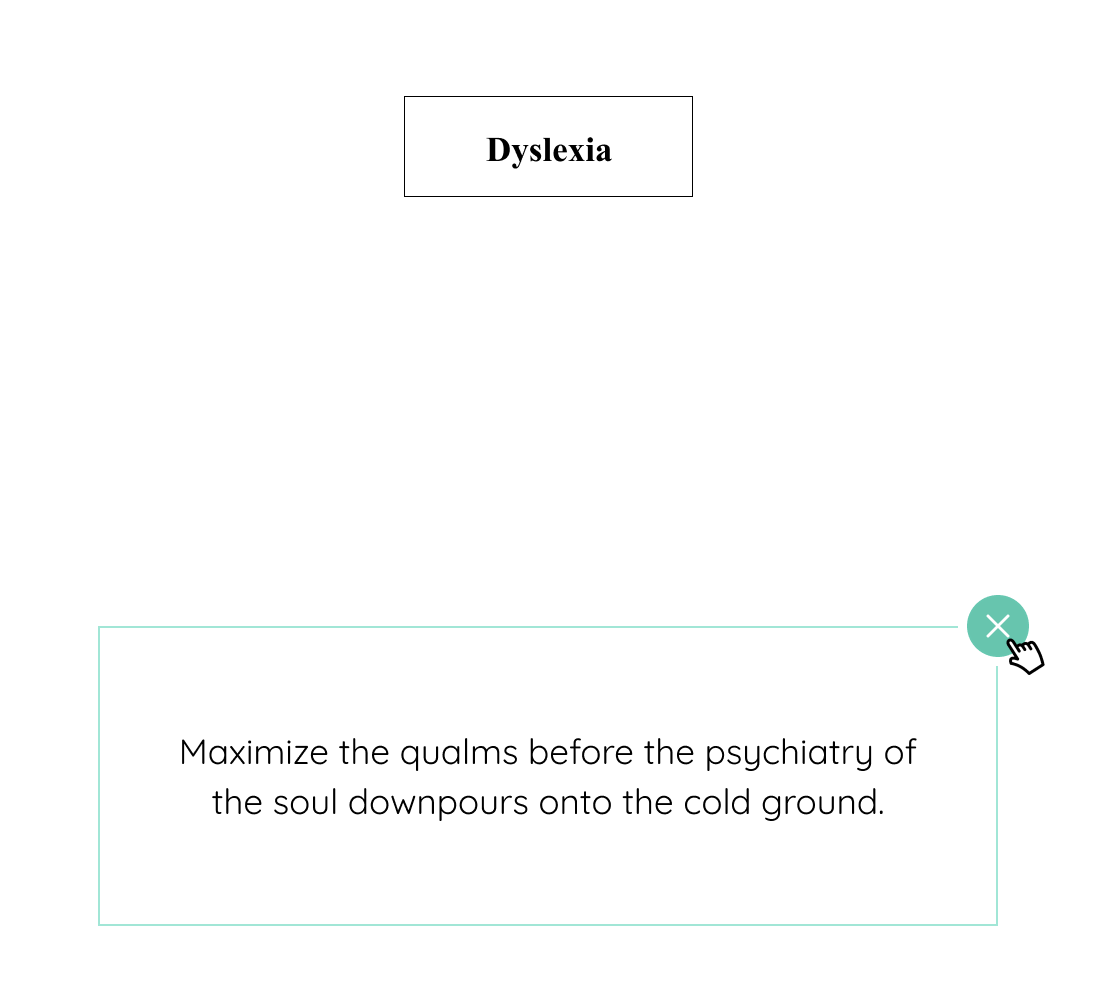 Dyslexia
Maximize the qualms before the psychiatry of
the soul downpours onto the cold ground.